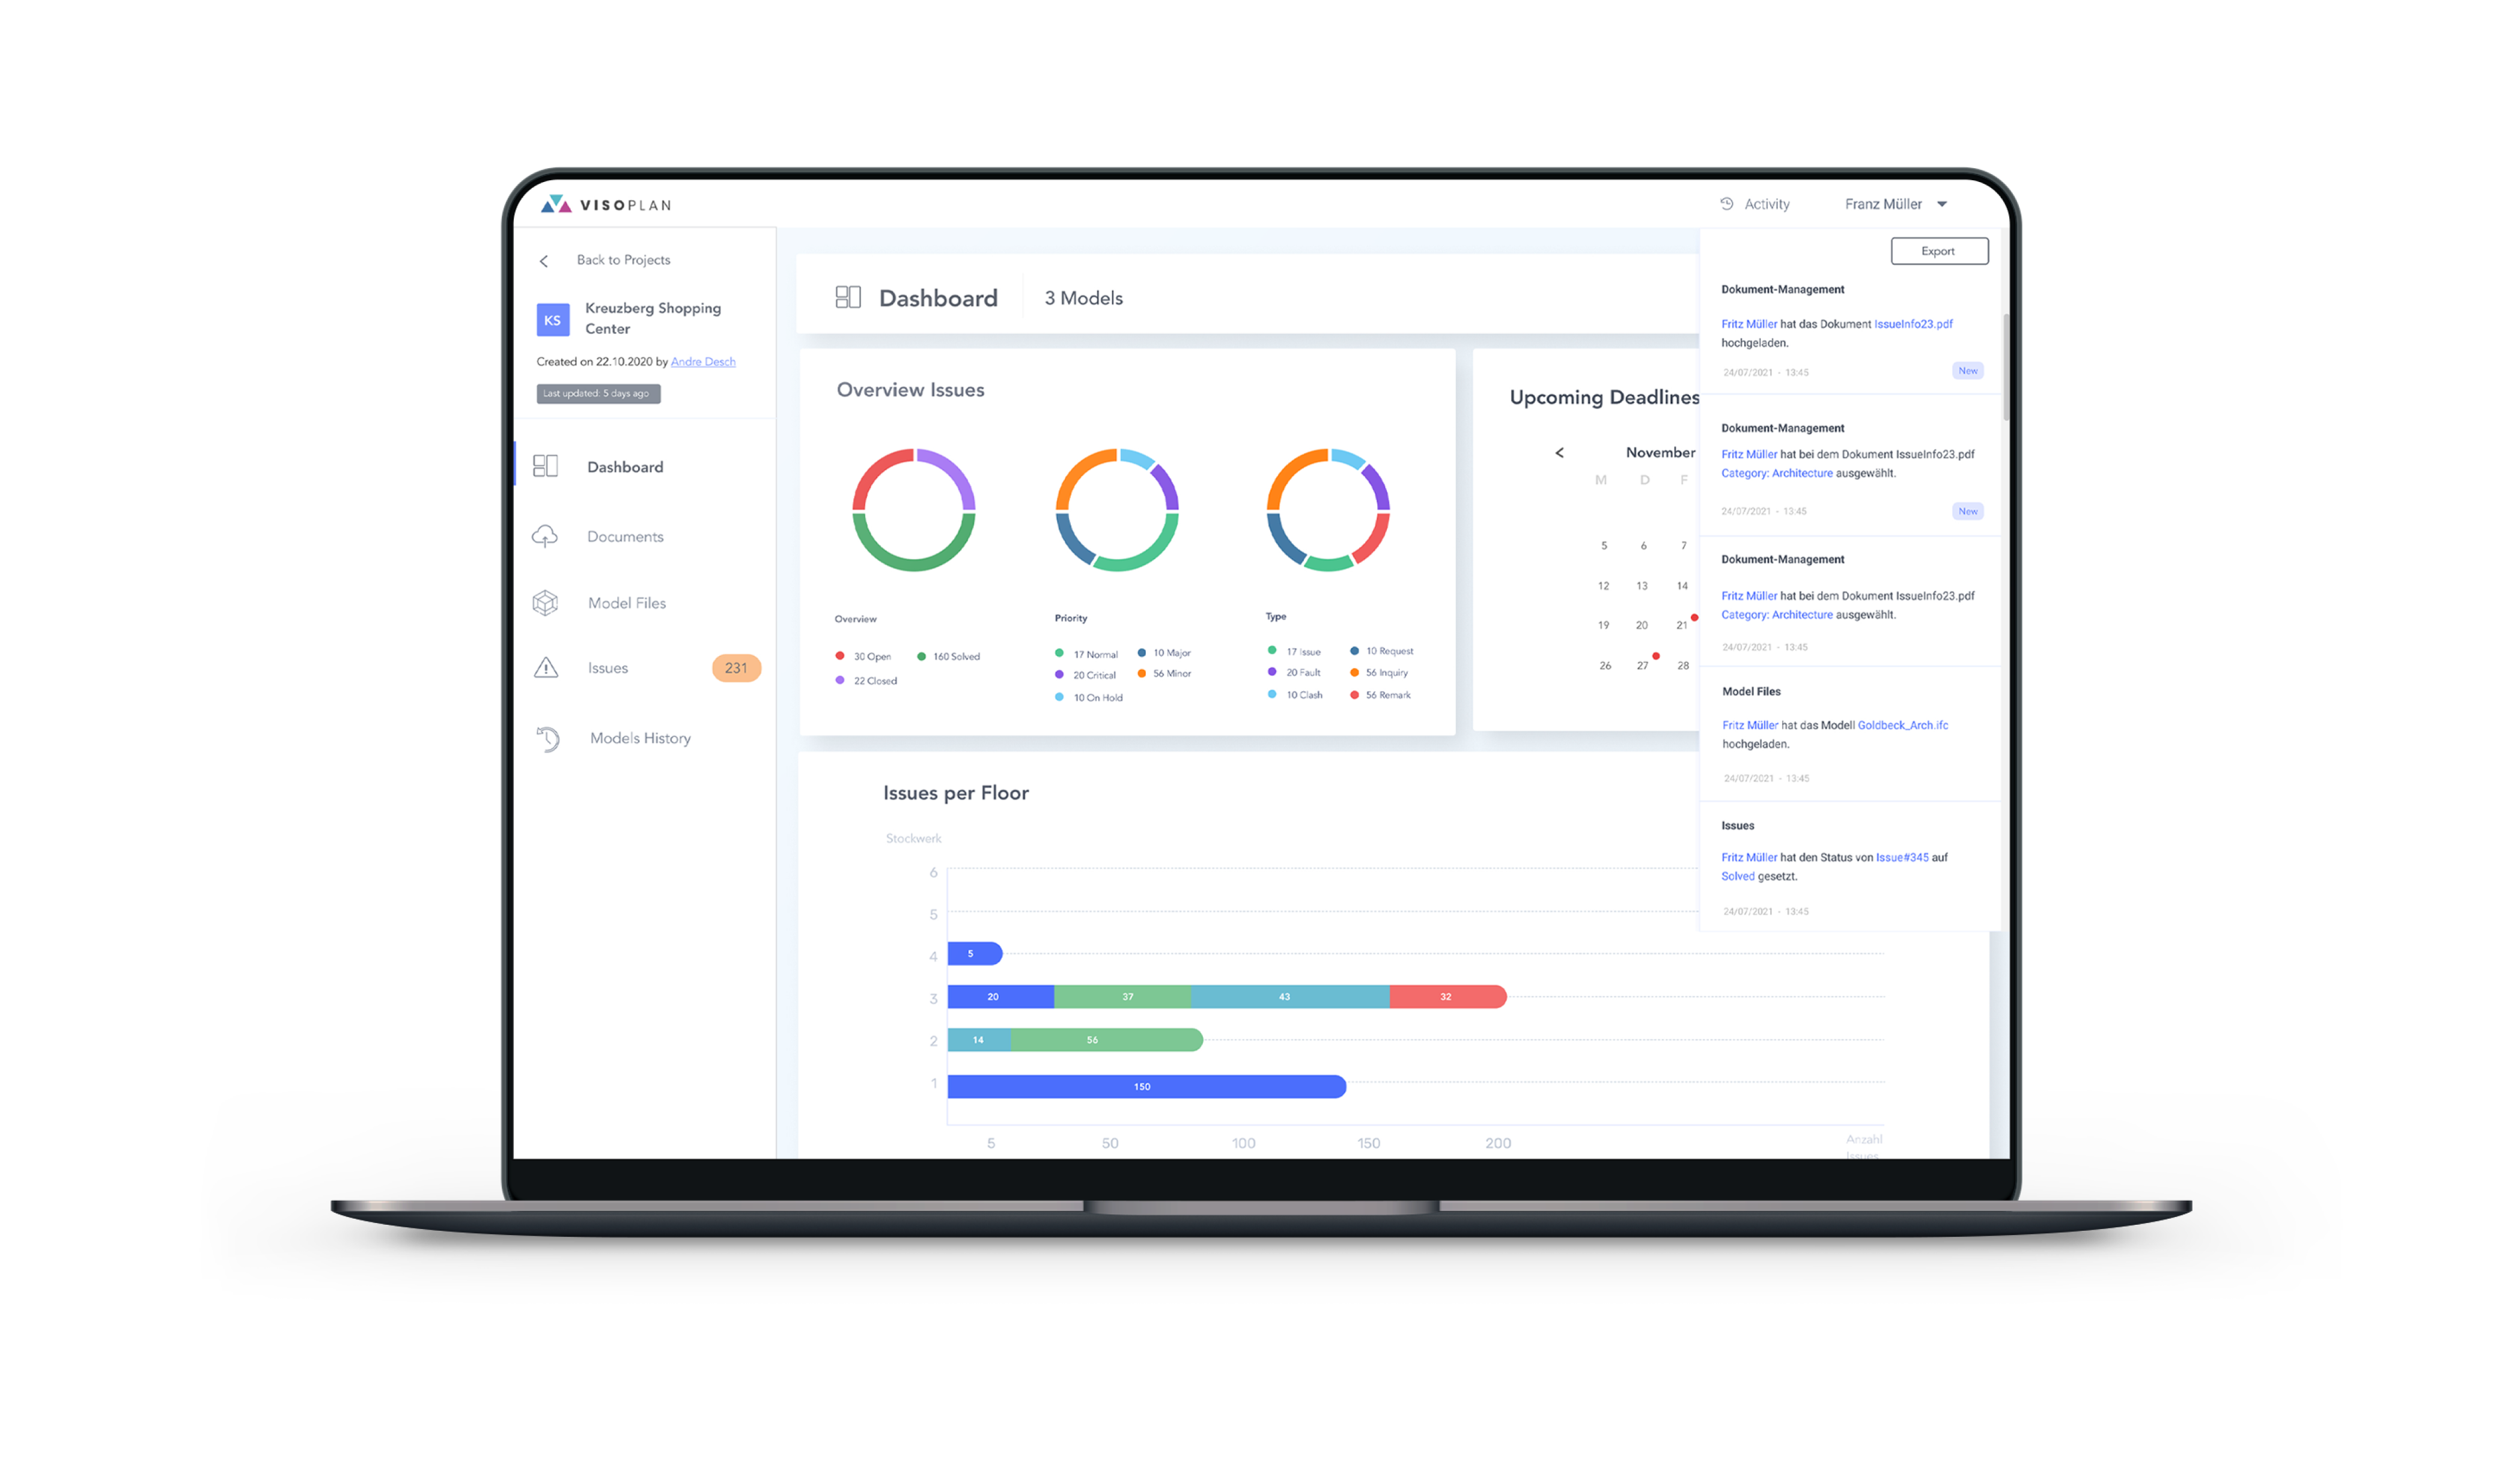 VISOPLAN
Activity
Franz Müller
Back to Projects
KS
Kreuzberg Shopping
Center
Created on 22.10.2020 by Andre Desch
Last updated: 5 days ago
Dashboard
Documents
Model Files
Issues 231
Models History
Dashboard
3 Models
Overview Issues
Overview
30 Open 160 Solved
22 Closed
Priority
17 Normal 10 Major
20 Critical 56 Minor
10 On Hold
Type
17 Issue 10 Request
20 Fault 56 Inquiry
10 Clash 56 Remark
Upcoming Deadlines
< November
M D F
5 6 7
12 13 14
19 20 21
26 27 28
Export
Dokument-Management
Fritz Müller hat das Dokument IssueInfo23.pdf
hochgeladen.
24/07/2021 - 13:45 New
Dokument-Management
Fritz Müller hat bei dem Dokument IssueInfo23.pdf
Category: Architecture ausgewählt.
24/07/2021 - 13:45 New
Dokument-Management
Fritz Müller hat bei dem Dokument IssueInfo23.pdf
Category: Architecture ausgewählt.
24/07/2021 - 13:45
Model Files
Fritz Müller hat das Modell Goldbeck_Arch.ifc
hochgeladen.
24/07/2021 - 13:45
Issues
Fritz Müller hat den Status von Issue#345 auf
Solved gesetzt.
24/07/2021 - 13:45
Issues per Floor
Stockwerk
6
5
4 5
3 20 37 43 32
2 14 56
1 150
5 50 100 150 200
Anzahl
Issues